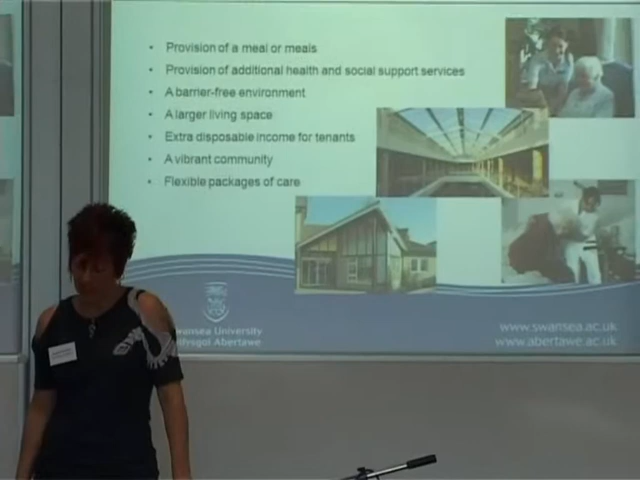 • Provision of a meal or meals
• Provision of additional health and social support services
• A barrier-free environment
• A larger living space
• Extra disposable income for tenants
• A vibrant community
• Flexible packages of care
Swansea University
Abertawe
www.swansea.ac.uk
www.abertawe.ac.uk